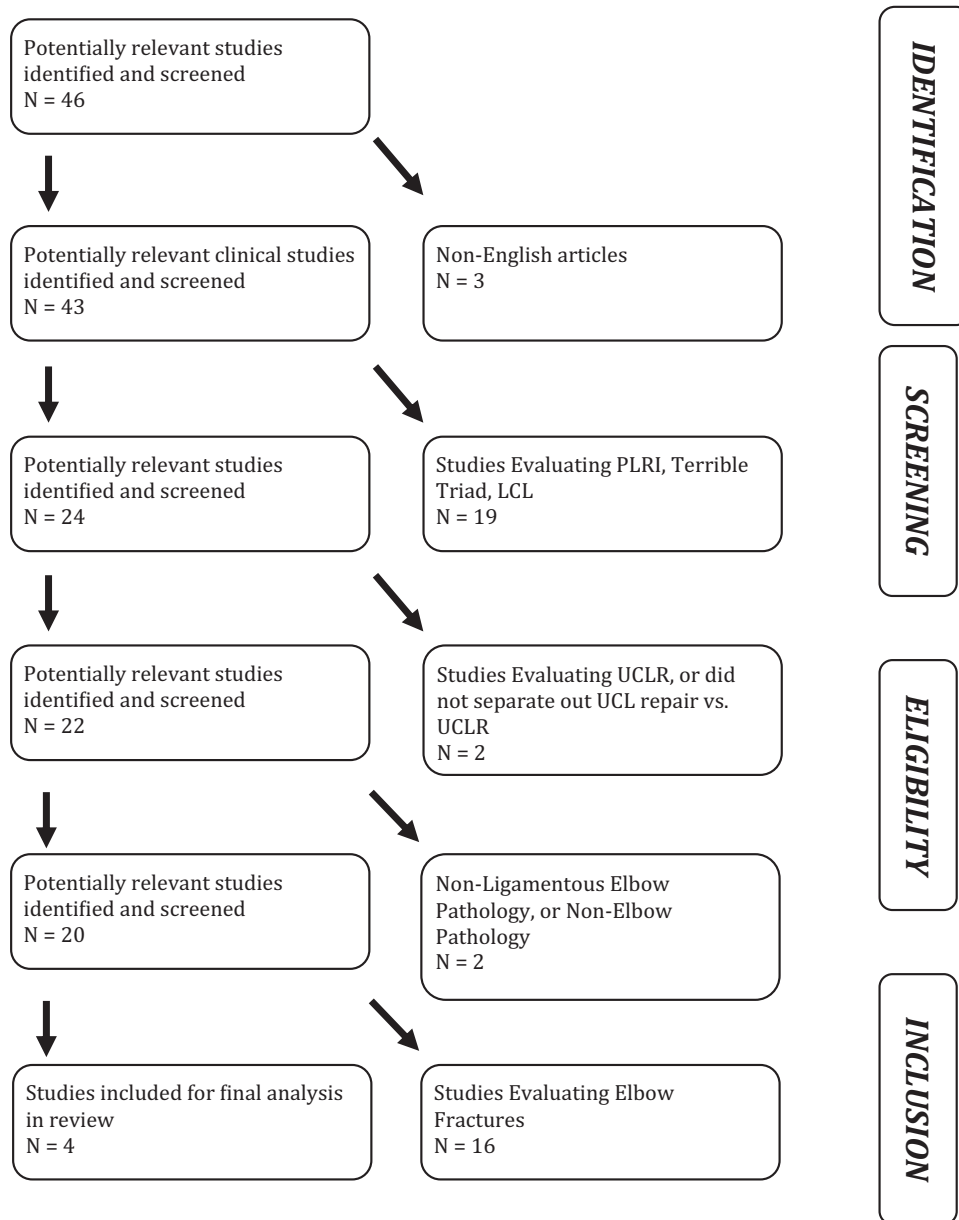 Potentially relevant studies
identified and screened
N = 46
IDENTIFICATION
Potentially relevant clinical studies
identified and screened
N = 43
Non-English articles
N = 3
SCREENING
Potentially relevant studies
identified and screened
N = 24
Studies Evaluating PLRI, Terrible
Triad, LCL
N = 19
Potentially relevant studies
identified and screened
N = 22
Studies Evaluating UCLR, or did
not separate out UCL repair vs.
UCLR
N = 2
ELIGIBILITY
Potentially relevant studies
identified and screened
N = 20
Non-Ligamentous Elbow
Pathology, or Non-Elbow
Pathology
N = 2
Studies included for final analysis
in review
N = 4
Studies Evaluating Elbow
Fractures
N = 16
INCLUSION